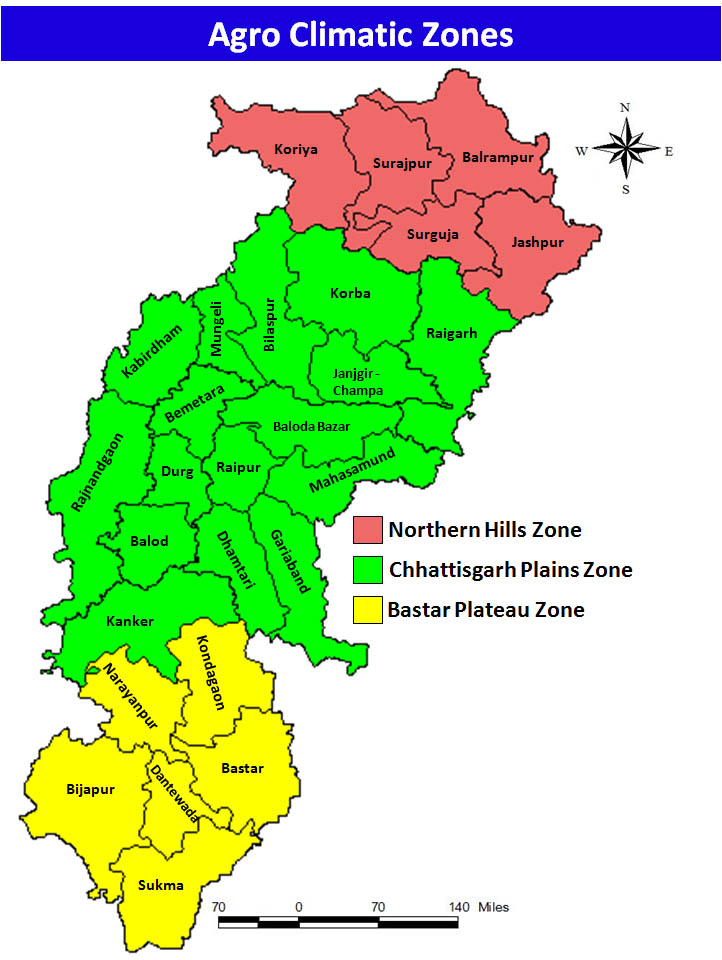 Agro Climatic Zones
N
W
E
S
Koriya
Surajpur
Balrampur
Surguja
Jashpur
Korba
Raigarh
Bilaspur
Mungeli
Kabirdham
Janjgir -
Champa
Bemetara
Baloda Bazar
Rajnandgaon
Durg
Raipur
Mahasamund
Balod
Dhamtari
Gariaband
Kanker
Northern Hills Zone
Chhattisgarh Plains Zone
Bastar Plateau Zone
Kondagaon
Narayanpur
Bastar
Bijapur
Dantewada
Sukma
70 0 70 140 Miles